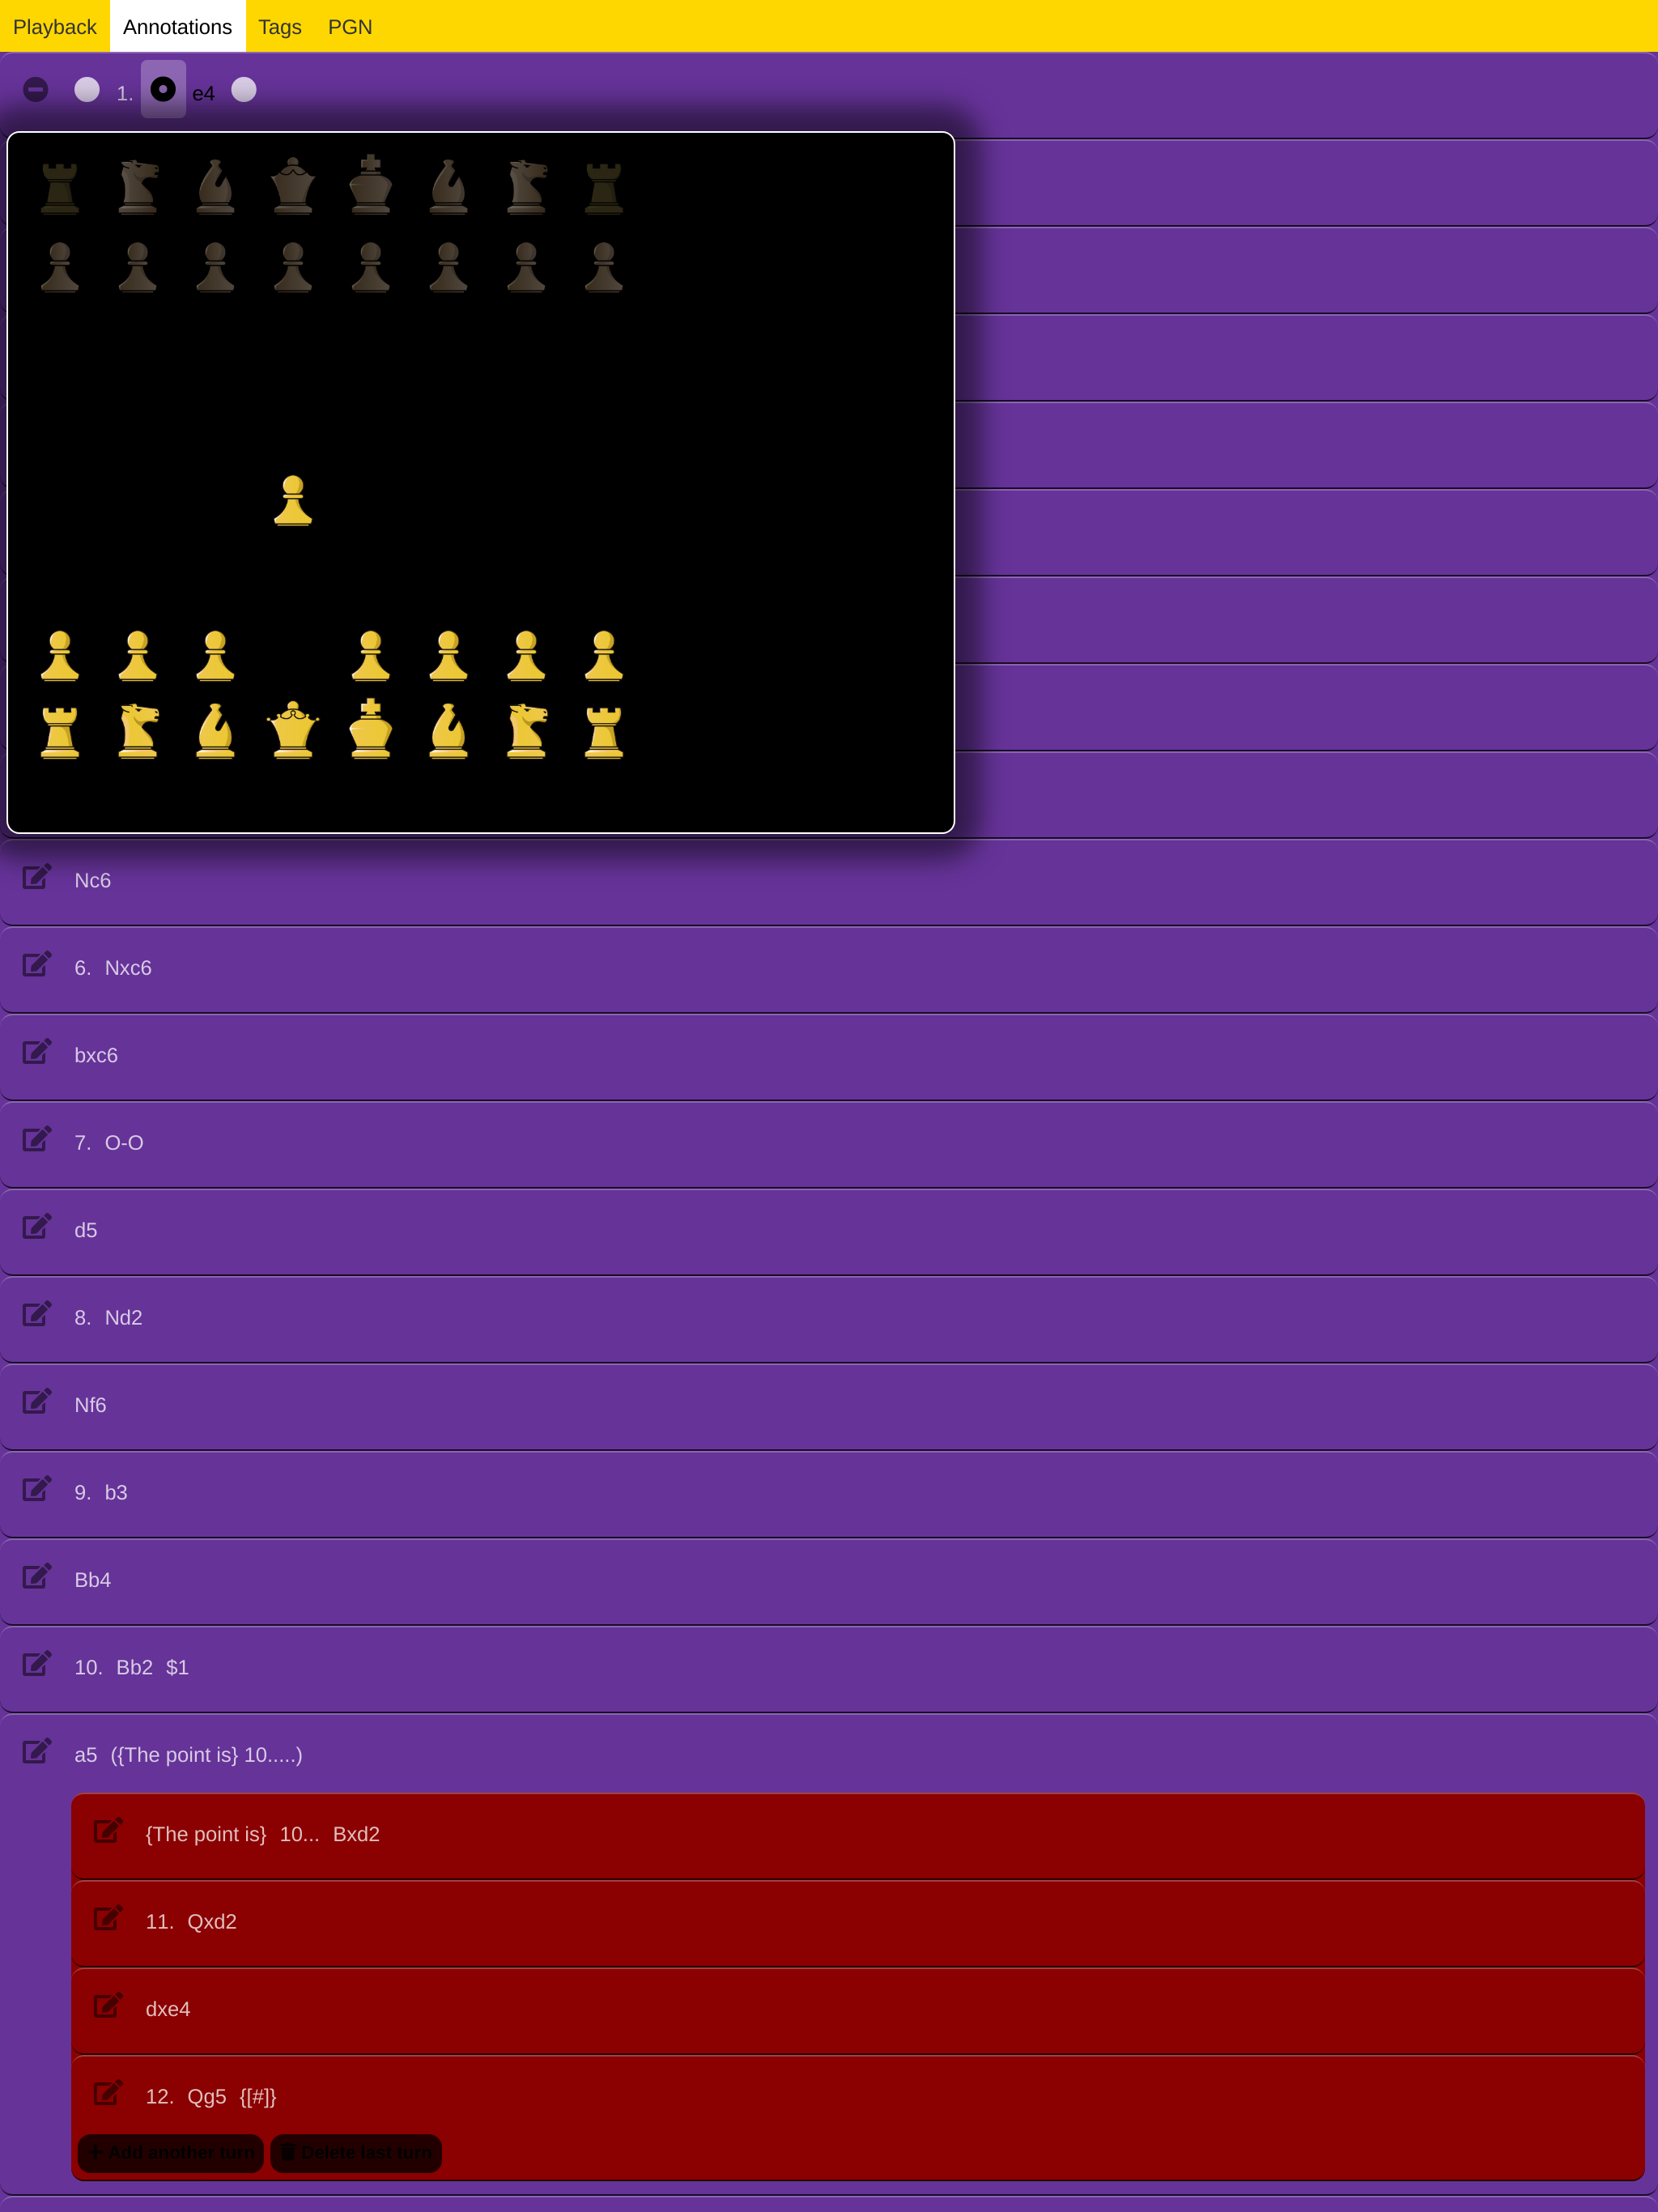 Playback Annotations Tags PGN
1. e4
Nc6
6. Nxc6
bxc6
7. O-O
d5
8. Nd2
Nf6
9. b3
Bb4
10. Bb2 $1
a5 ({The point is} 10.....)
{The point is} 10... Bxd2
11. Qxd2
dxe4
12. Qg5 {[#]}
Add another turn Delete last turn